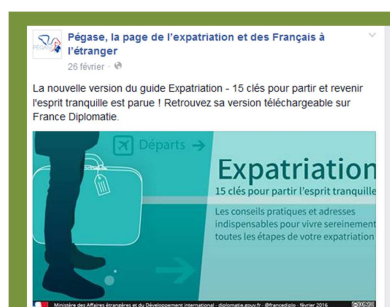 Pégase, la page de l'expatriation et des Français à
l'étranger
26 février
La nouvelle version du guide Expatriation - 15 clés pour partir et revenir
l'esprit tranquille est parue ! Retrouvez sa version téléchargeable sur
France Diplomatie.
Départs
Expatriation
15 clés pour partir l'esprit tranquille
Les conseils pratiques et adresses
indispensables pour vivre sereinement
toutes les étapes de votre expatriation
Ministère des Affaires étrangères et du Développement international · diplomatie.gouv.fr · @francediplo · février 2016